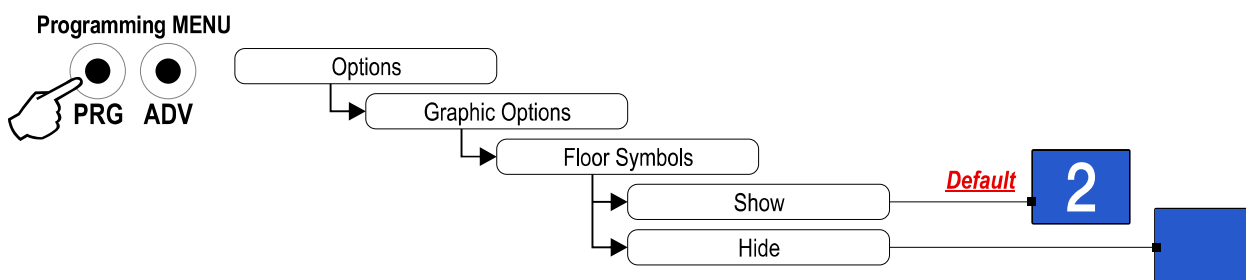 Programming MENU
PRG ADV
Options
Graphic Options
Floor Symbols
Show
Default
2
Hide